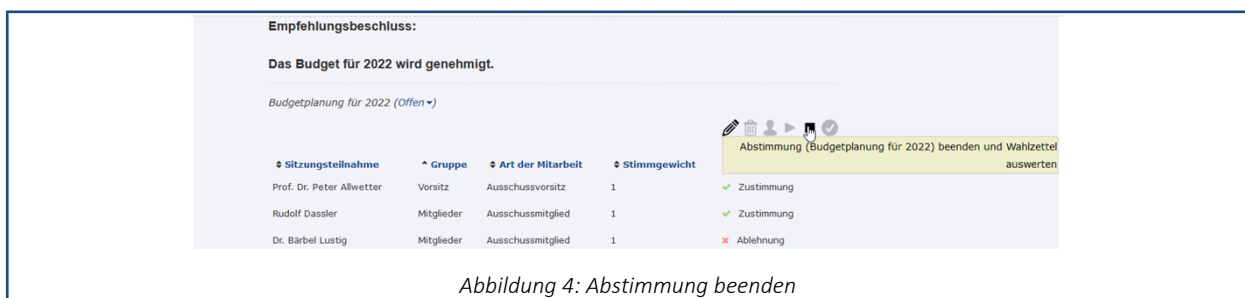 Empfehlungsbeschluss:
Das Budget für 2022 wird genehmigt.
Budgetplanung für 2022 (Offen)
Abstimmung (Budgetplanung für 2022) beenden und Wahlzettel
auswerten
Sitzungsteilnahme Gruppe Art der Mitarbeit Stimmgewicht
Prof. Dr. Peter Allwetter Vorsitz Ausschussvorsitz 1 Zustimmung
Rudolf Dassler Mitglieder Ausschussmitglied 1 Zustimmung
Dr. Bärbel Lustig Mitglieder Ausschussmitglied 1 Ablehnung
Abbildung 4: Abstimmung beenden